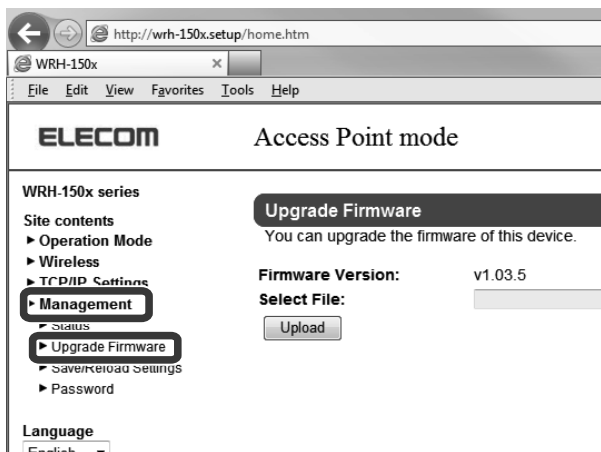 http://wrh-150x.setup/home.htm
WRH-150x
File Edit View Favorites Tools Help
ELECOM
Access Point mode
WRH-150x series
Site contents
Operation Mode
Wireless
TCP/IP Settings
Management
Status
Upgrade Firmware
Save/Reload Settings
Password
Language
English
Upgrade Firmware
You can upgrade the firmware of this device.
Firmware Version: v1.03.5
Select File:
Upload